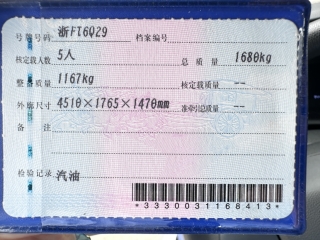 号牌号码 浙F16Q29 档案编号
核定载人数 5人 总质量 1680kg
整备质量 1167kg 核定载质量 --
外廓尺寸 4510×1765×1470mm 准牵引总质量 --
备注
检验记录 汽油
*3330031168413*